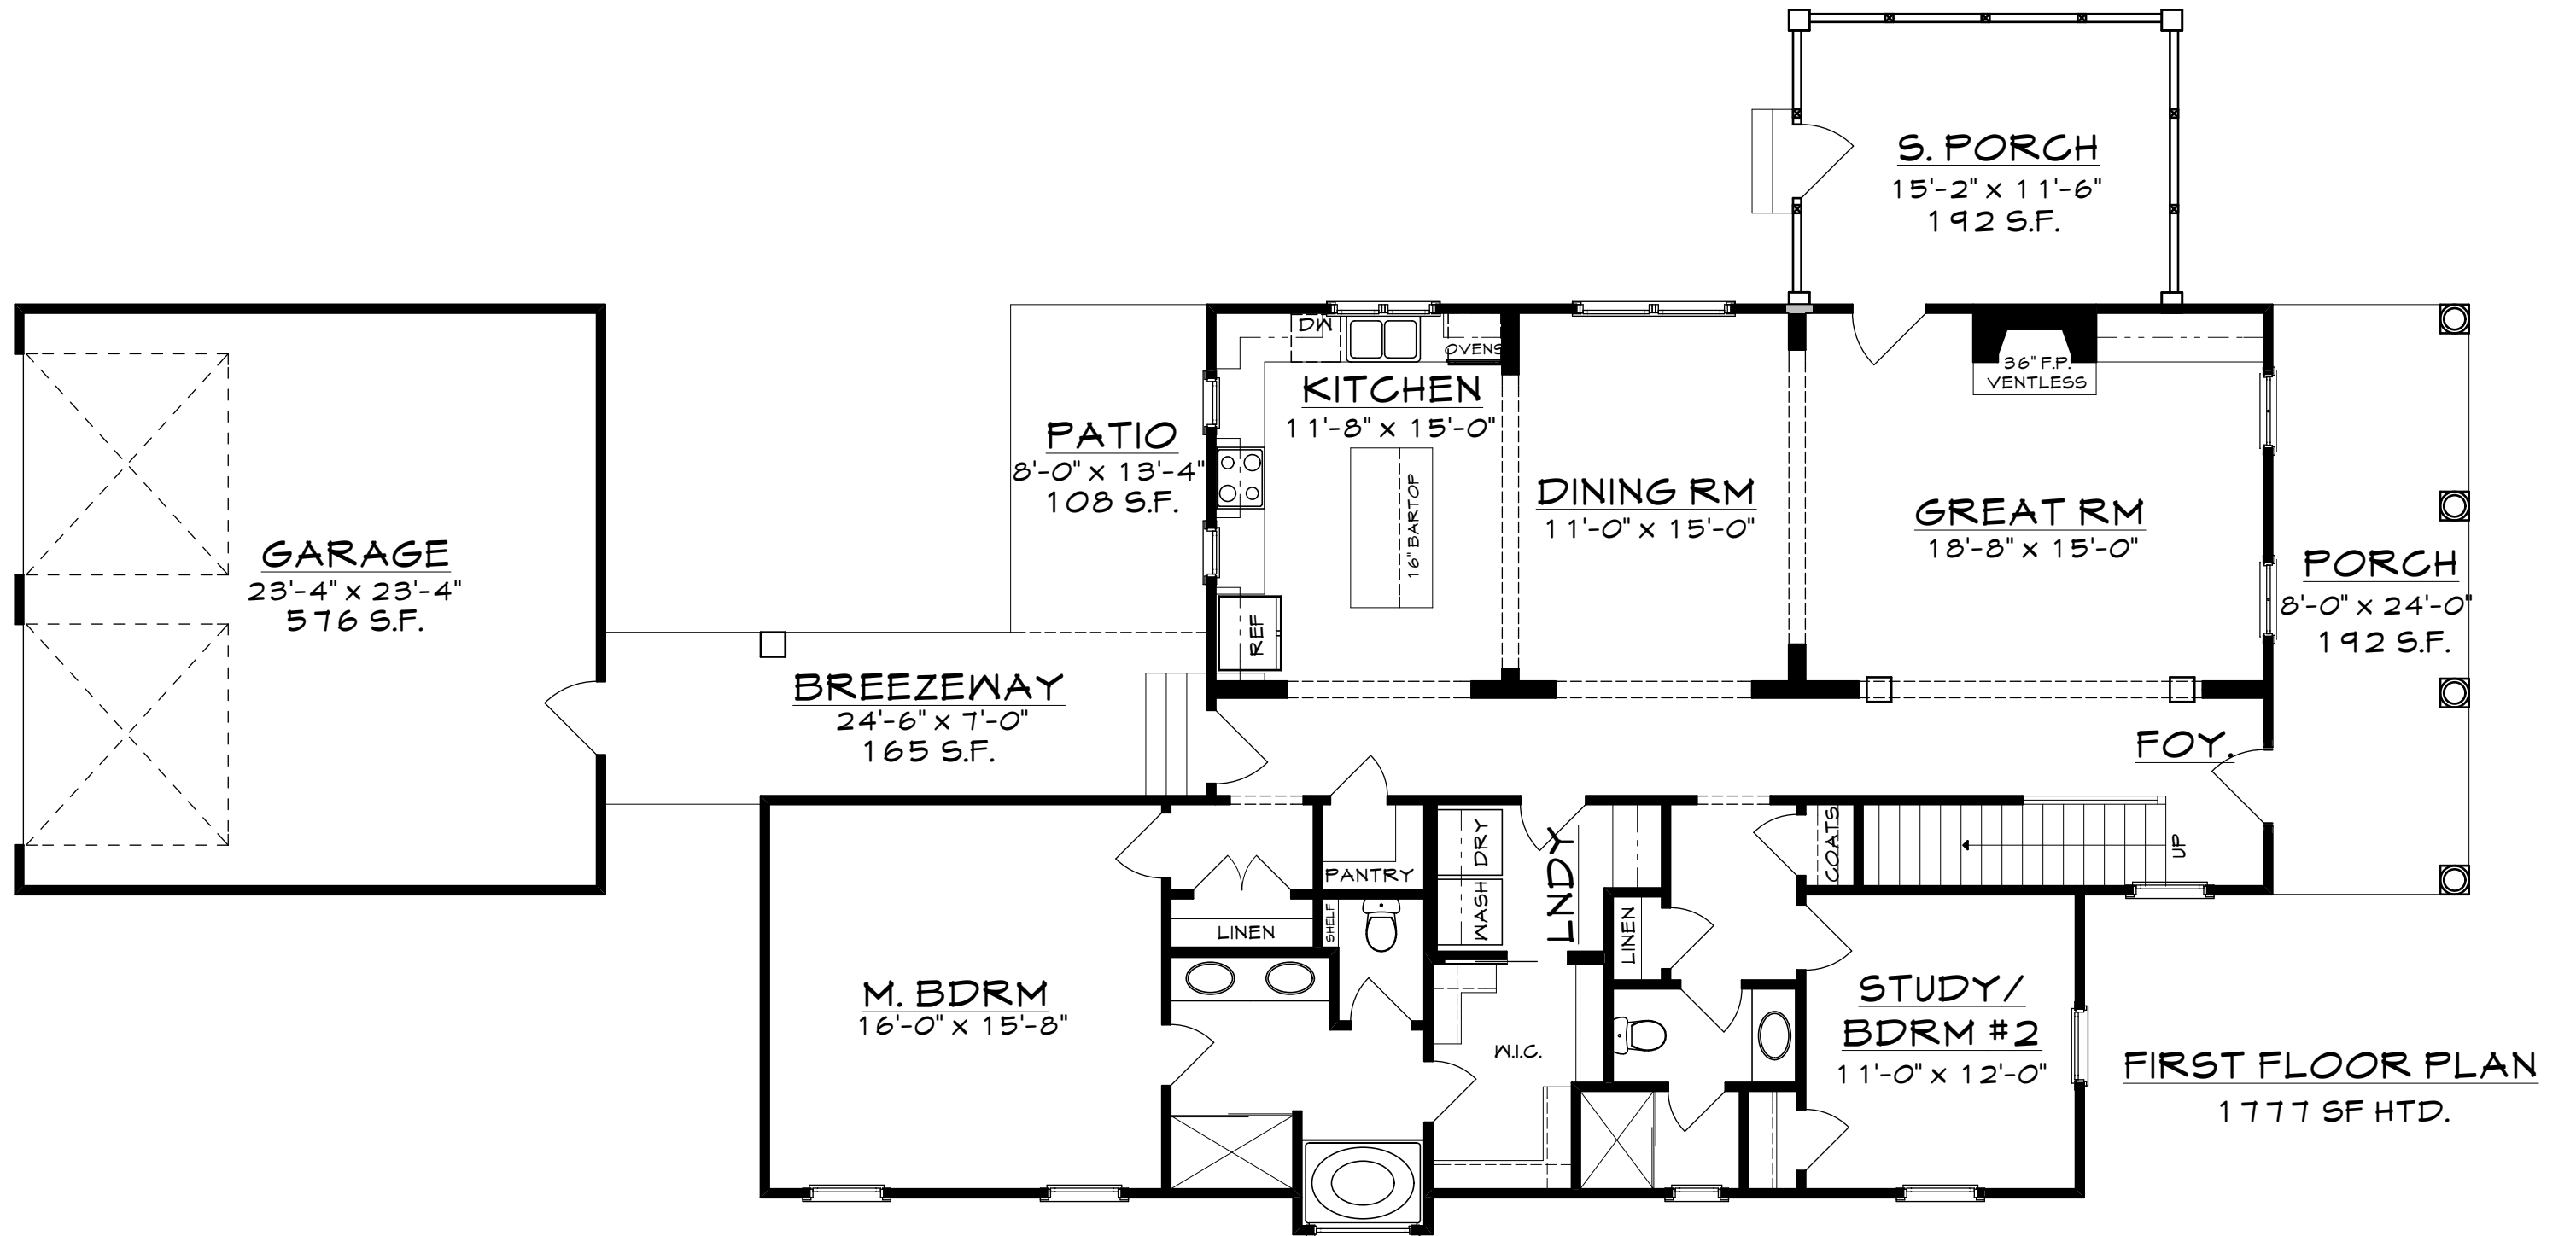 S. PORCH
15'-2" x 11'-6"
192 S.F.
DW
OVENS
36" F.P.
VENTLESS
KITCHEN
11'-8" x 15'-0"
PATIO
8'-0" x 13'-4"
108 S.F.
16" BARTOP
DINING RM
11'-0" x 15'-0"
GREAT RM
18'-8" x 15'-0"
GARAGE
23'-4" x 23'-4"
576 S.F.
PORCH
8'-0" x 24'-0"
192 S.F.
REF
BREEZEWAY
24'-6" x 7'-0"
165 S.F.
FOY.
PANTRY
DRY
WASH
LNDY
COATS
UP
LINEN
SHELF
LINEN
M. BDRM
16'-0" x 15'-8"
W.I.C.
STUDY/
BDRM #2
11'-0" x 12'-0"
FIRST FLOOR PLAN
1777 SF HTD.